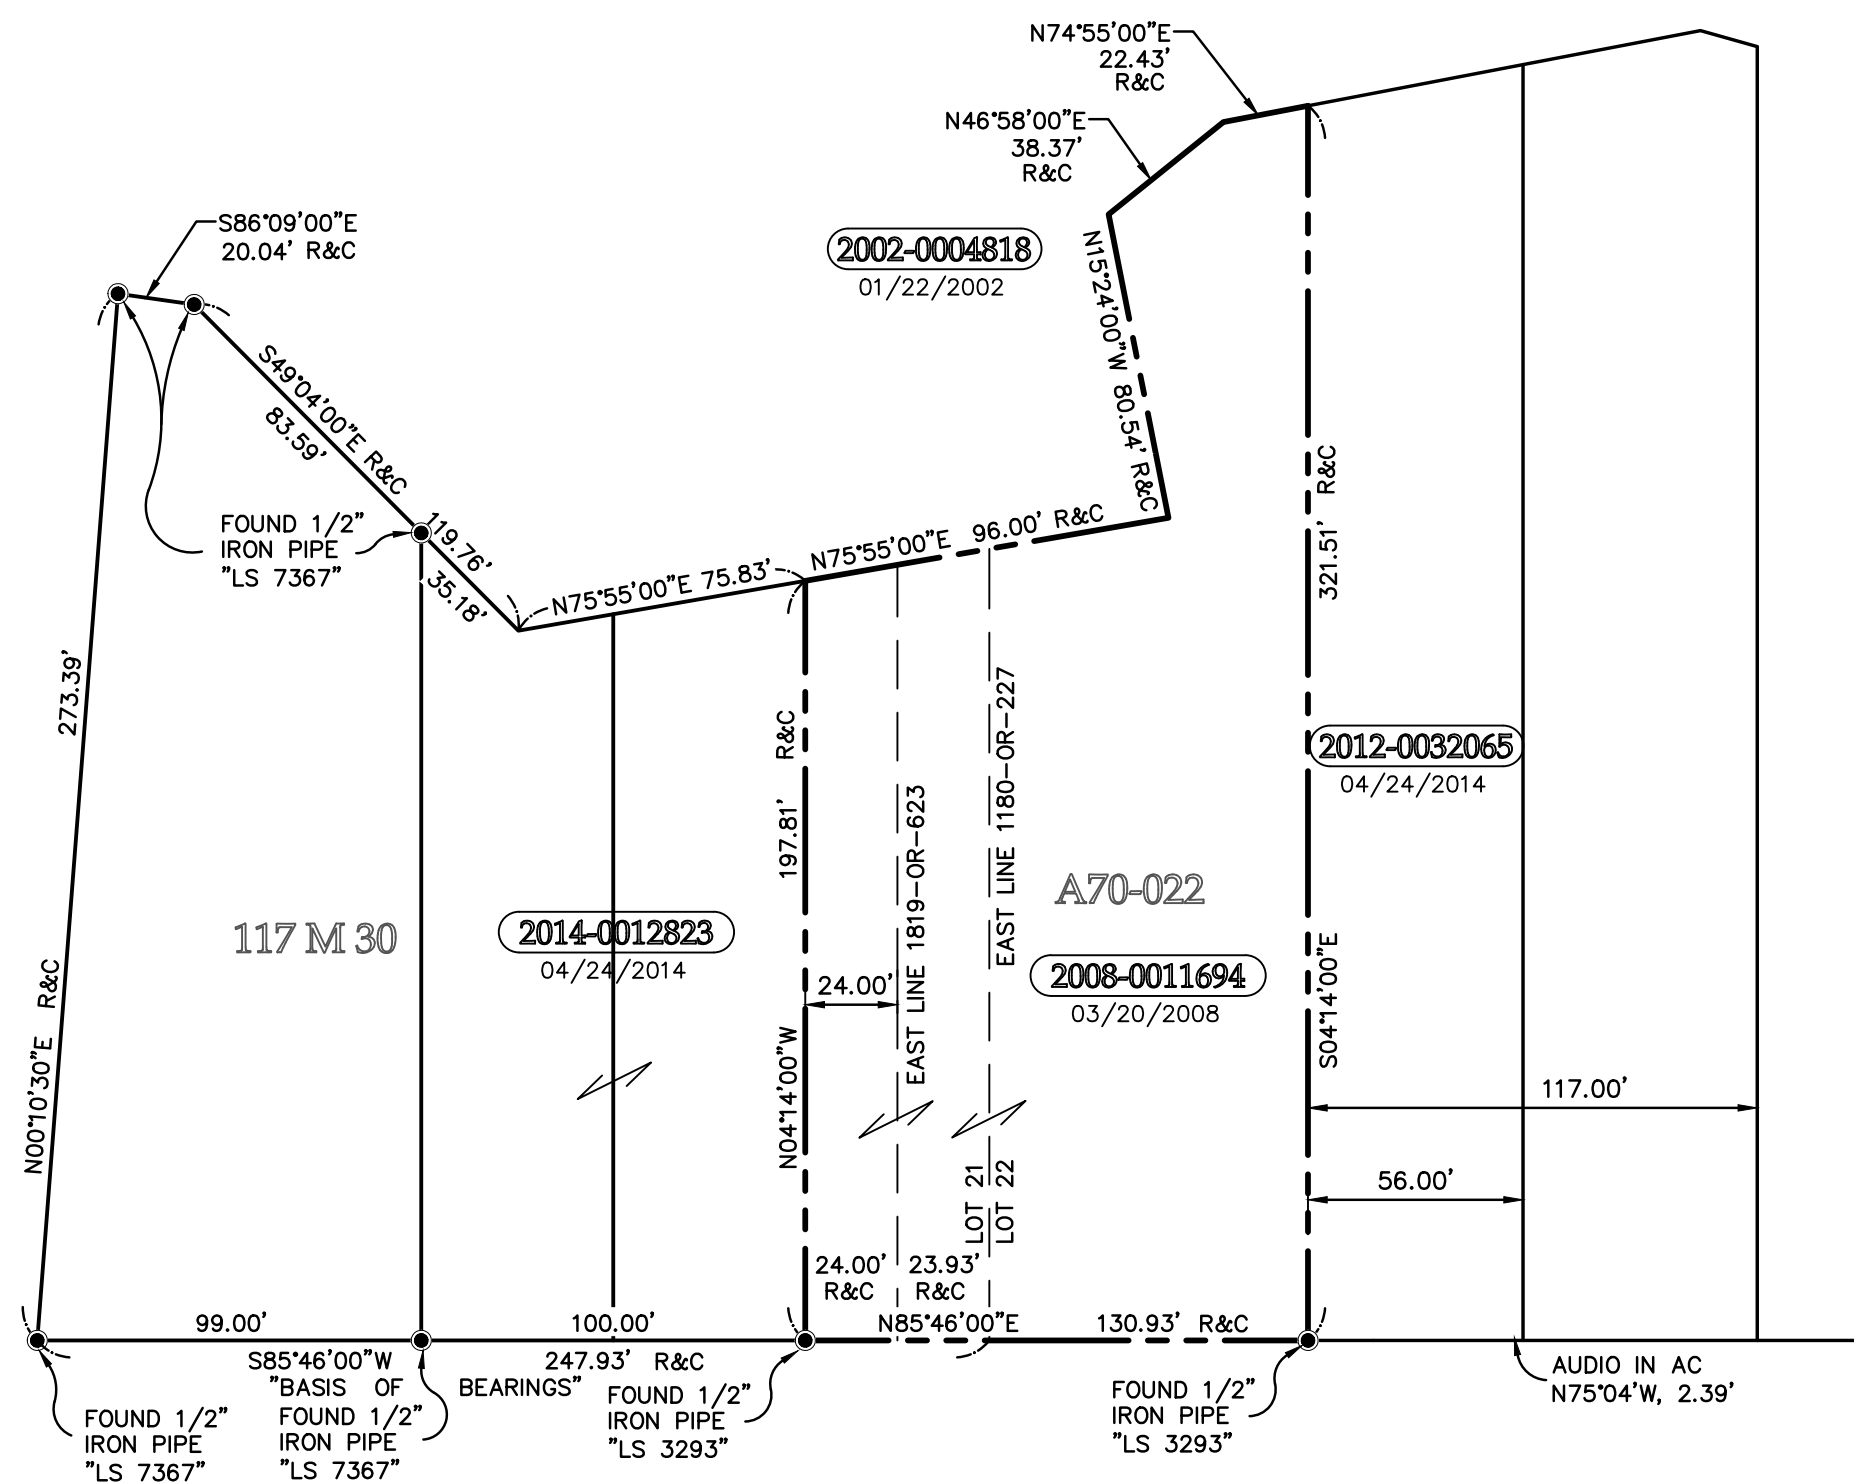 N74°55'00"E
22.43'
R&C
N46°58'00"E
38.37'
R&C
S86°09'00"E
20.04' R&C
2002-0004818
01/22/2002
N15°24'00"W 80.54' R&C
S49°04'00"E R&C
83.59'
FOUND 1/2"
IRON PIPE
"LS 7367"
119.76'
35.18'
N75°55'00"E 75.83'
N75°55'00"E 96.00' R&C
321.51' R&C
S04°14'00"E
273.39'
N00°10'30"E R&C
197.81' R&C
N04°14'00"W
EAST LINE 1819-OR-623
EAST LINE 1180-OR-227
2012-0032065
04/24/2014
A70-022
117 M 30
2014-0012823
04/24/2014
2008-0011694
03/20/2008
24.00'
117.00'
56.00'
LOT 21
LOT 22
24.00'
R&C
23.93'
R&C
99.00'
100.00'
N85°46'00"E 130.93' R&C
S85°46'00"W 247.93' R&C
"BASIS OF BEARINGS"
FOUND 1/2"
IRON PIPE
"LS 7367"
FOUND 1/2"
IRON PIPE
"LS 7367"
FOUND 1/2"
IRON PIPE
"LS 3293"
FOUND 1/2"
IRON PIPE
"LS 3293"
AUDIO IN AC
N75°04'W, 2.39'